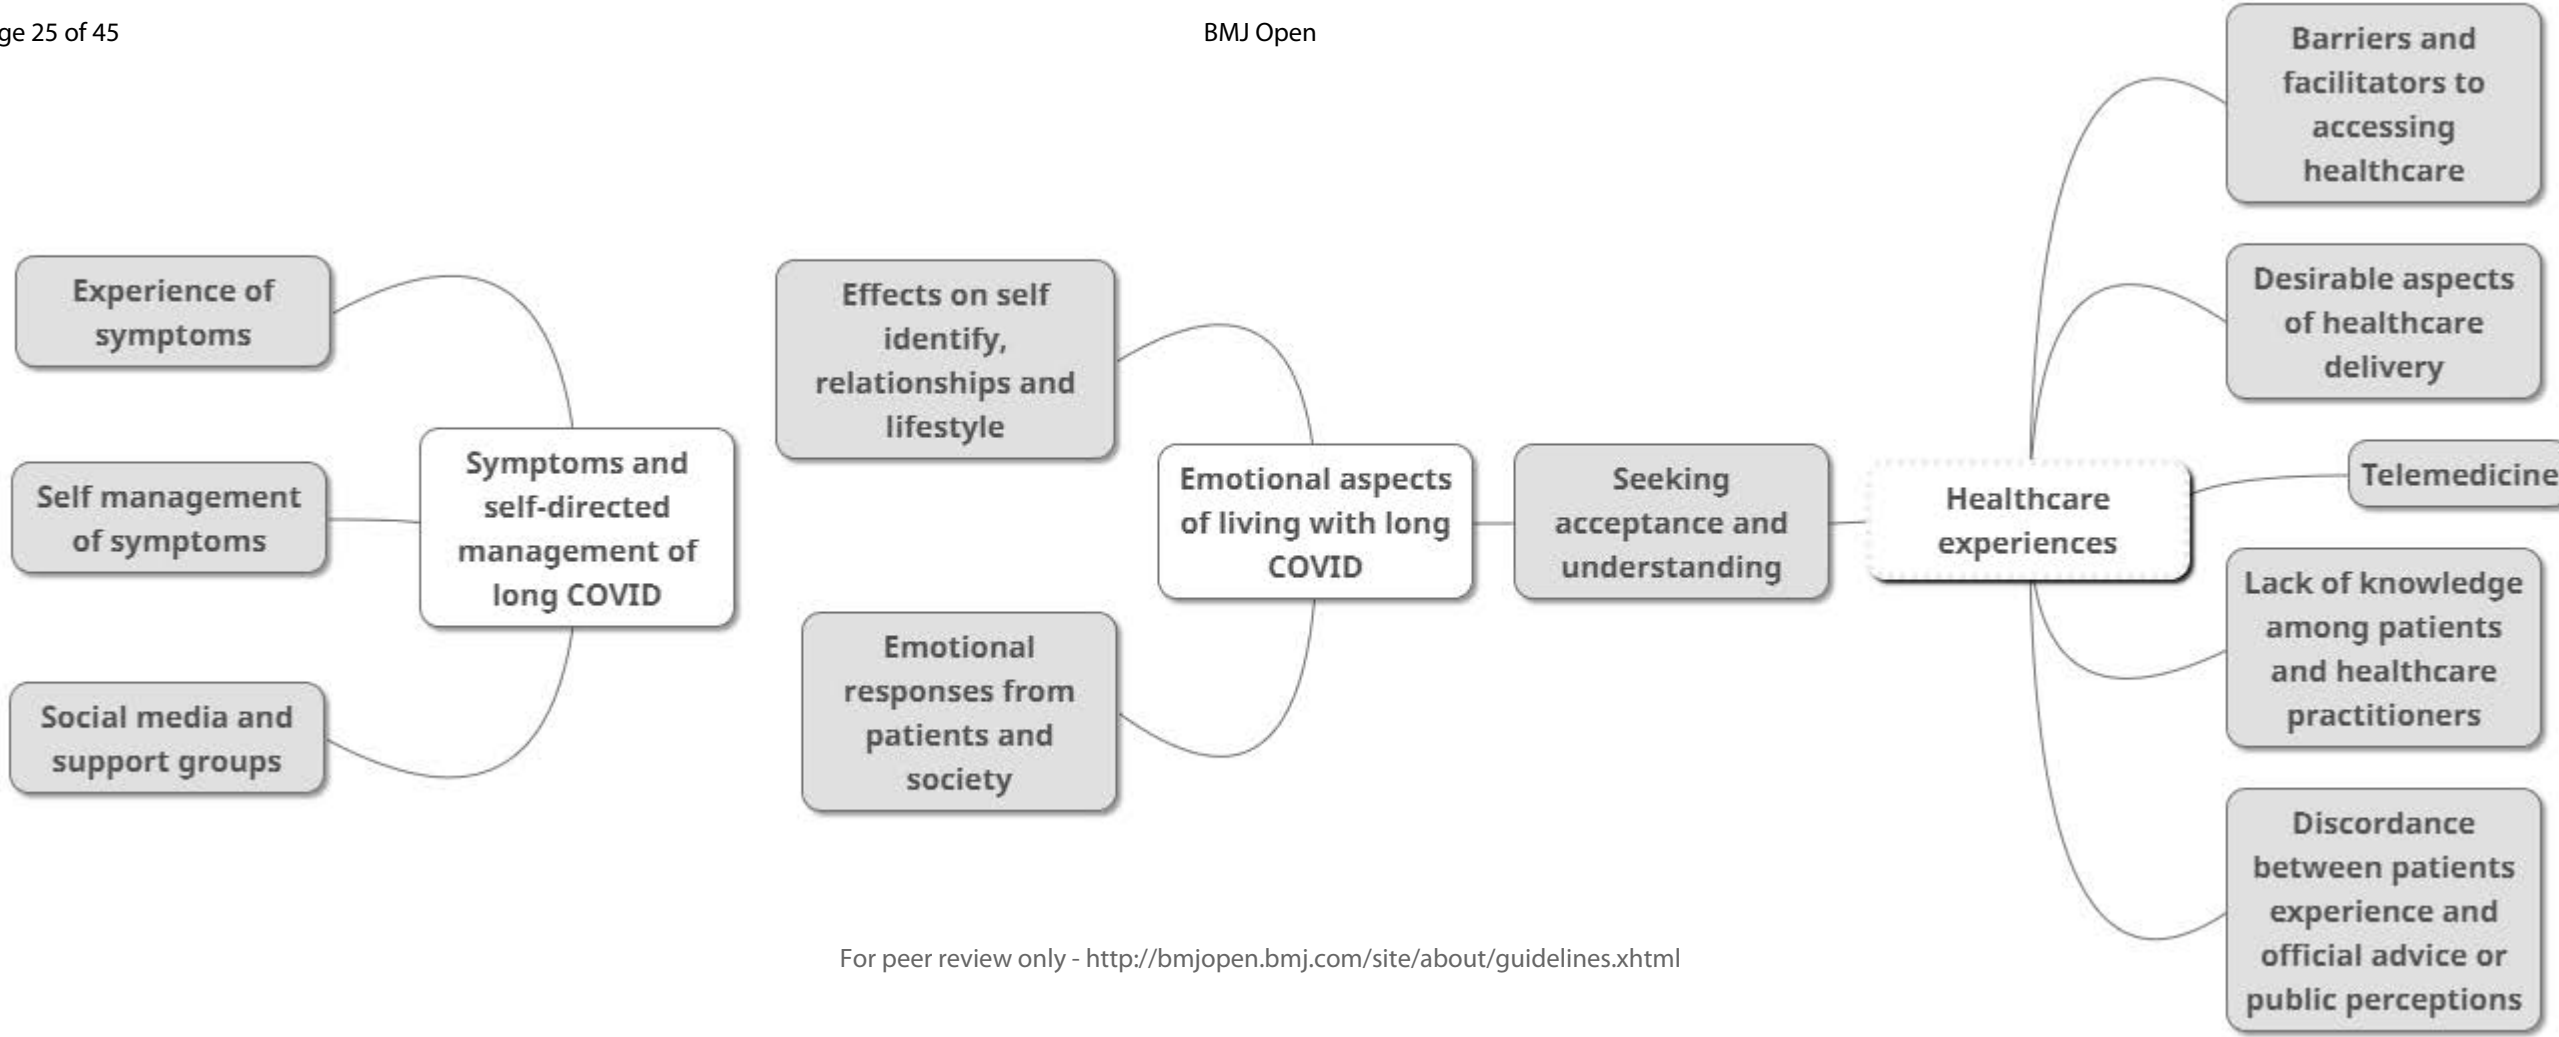 ge 25 of 45
BMJ Open
Experience of
symptoms
Self management
of symptoms
Social media and
support groups
Symptoms and
self-directed
management of
long COVID
Effects on self
identify,
relationships and
lifestyle
Emotional
responses from
patients and
society
Emotional aspects
of living with long
COVID
Seeking
acceptance and
understanding
Healthcare
experiences
Barriers and
facilitators to
accessing
healthcare
Desirable aspects
of healthcare
delivery
Telemedicine
Lack of knowledge
among patients
and healthcare
practitioners
Discordance
between patients
experience and
official advice or
public perceptions
For peer review only - http://bmjopen.bmj.com/site/about/guidelines.xhtml